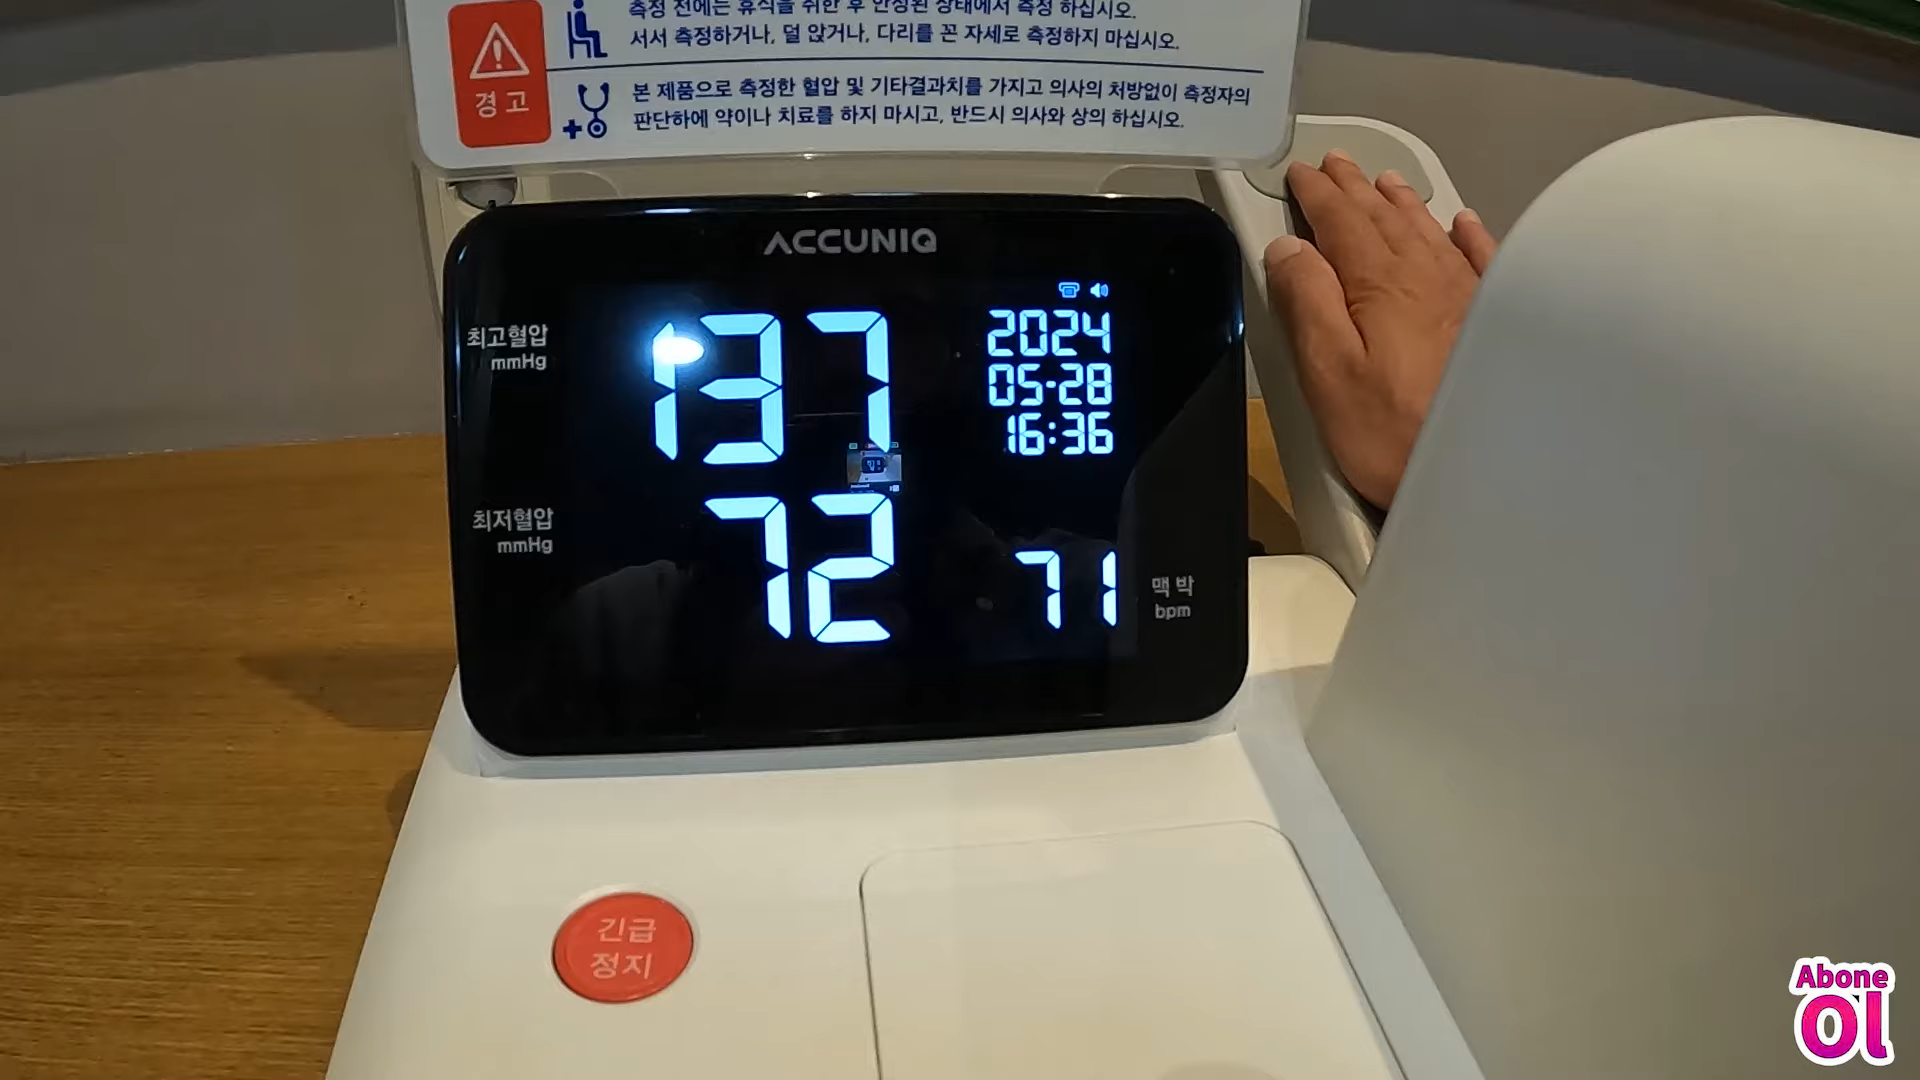 측정 전에는 휴식을 취한 후 안정된 상태에서 측정 하십시오.
서서 측정하거나, 덜 앉거나, 다리를 꼰 자세로 측정하지 마십시오.
경고
본 제품으로 측정한 혈압 및 기타결과치를 가지고 의사의 처방없이 측정자의
판단하에 약이나 치료를 하지 마시고, 반드시 의사와 상의 하십시오.
ACCUNIQ
최고혈압
mmHg
137
2024
05-28
16:36
최저혈압
mmHg
72
71
맥박
bpm
긴급
정지
Abone
Ol